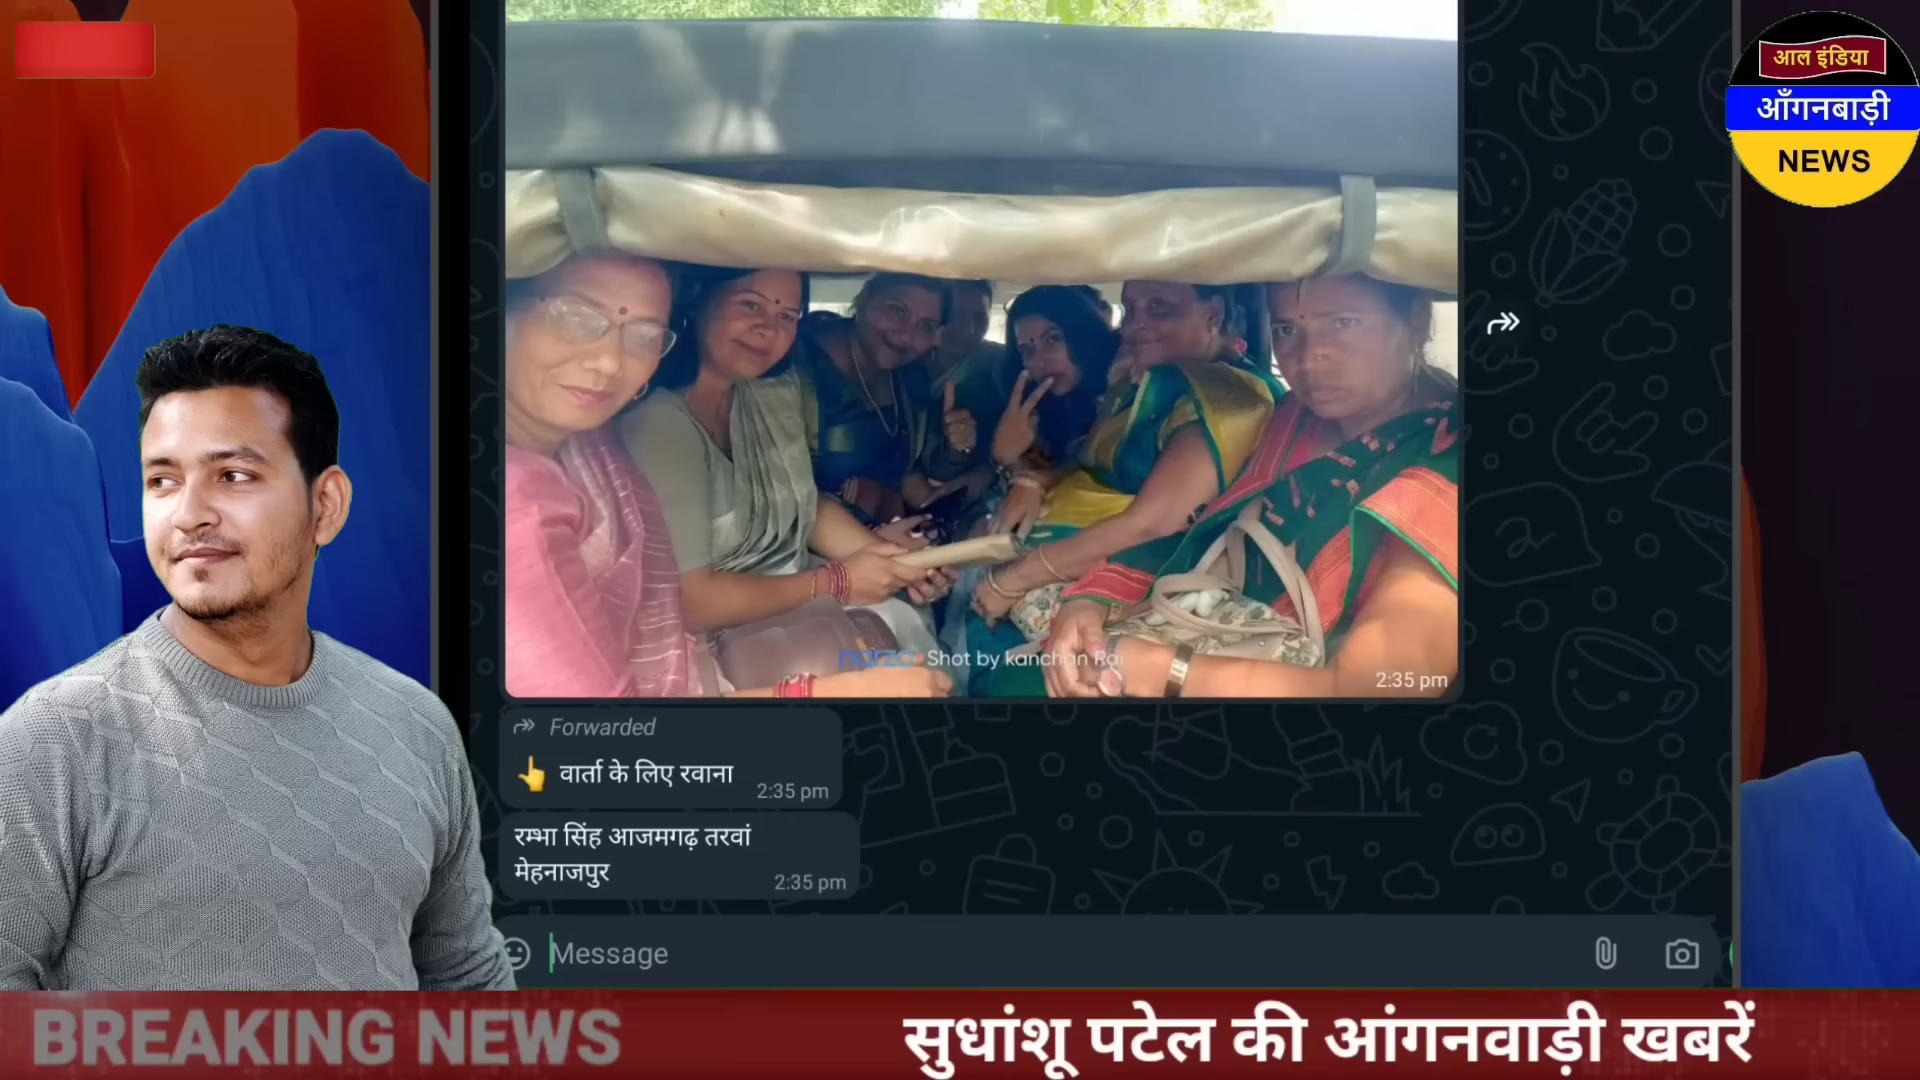 आल इंडिया
आँगनबाड़ी
NEWS
narzo Shot by kanchan Rai
2:35 pm
Forwarded
👆 वार्ता के लिए रवाना
2:35 pm
रम्भा सिंह आजमगढ़ तरवां
मेहनाजपुर
2:35 pm
Message
BREAKING NEWS
सुधांशू पटेल की आंगनवाड़ी खबरें